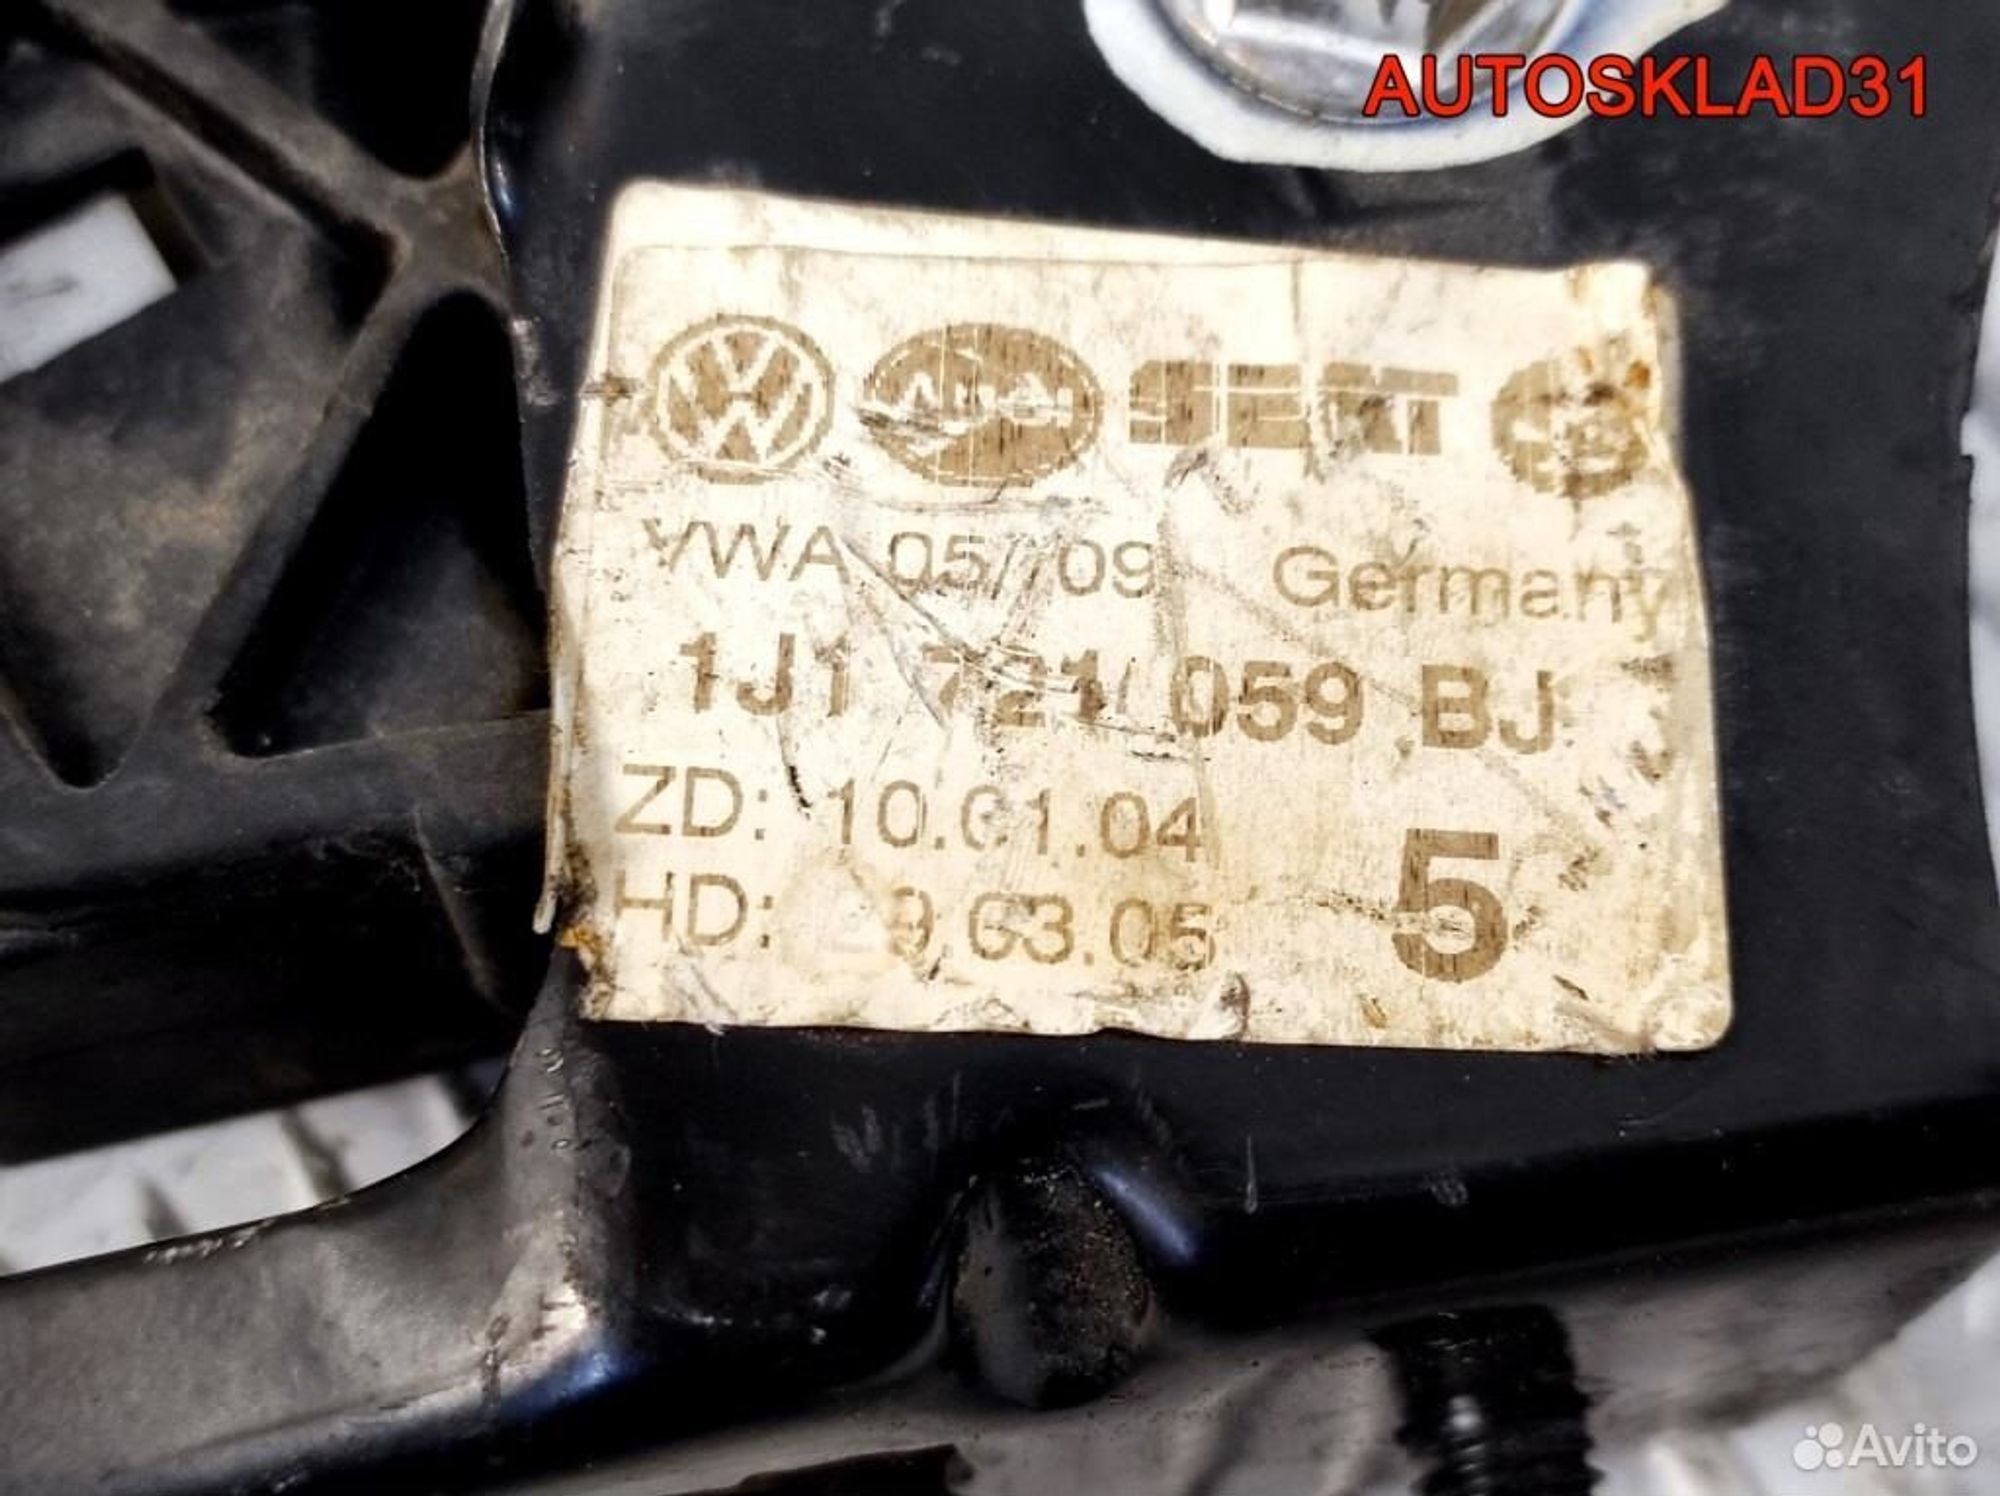 AUTOSKLAD31
AUDI SEAT
VWA 05/ 09 Germany
1J1 721 059 BJ
ZD: 10.01.04
HD: 9.03.05 5
Avito